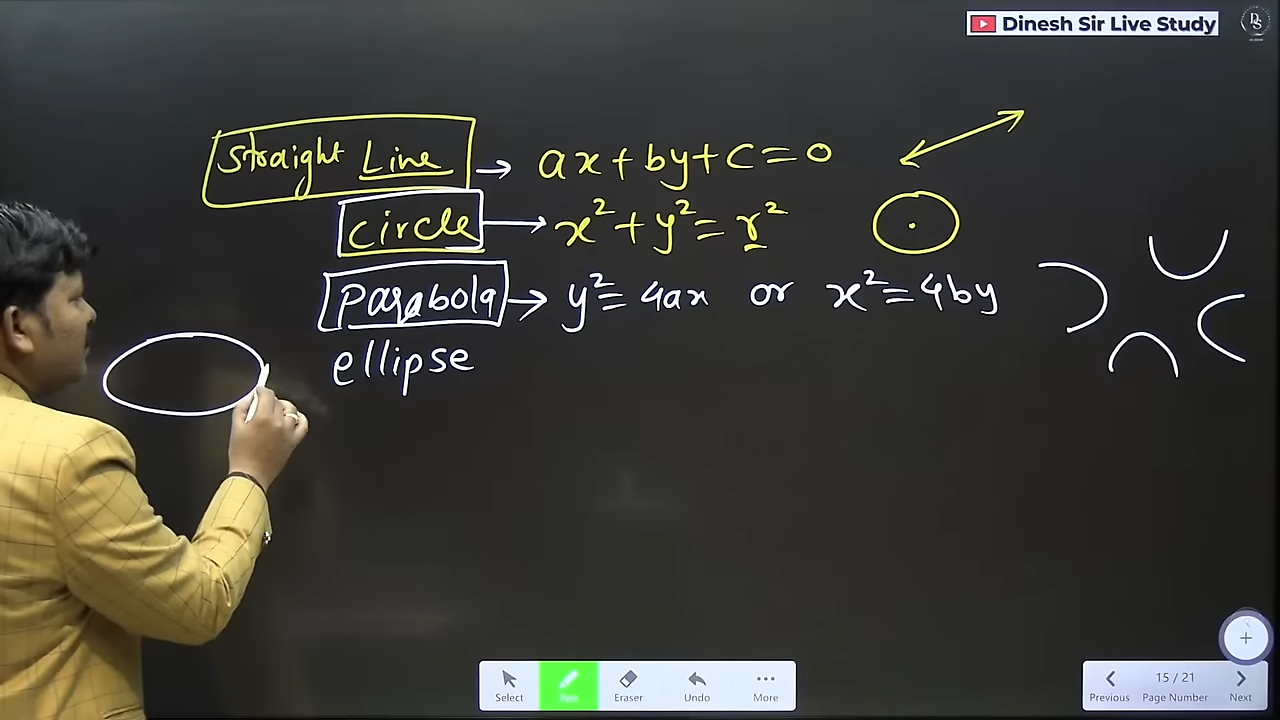 Dinesh Sir Live Study
DS
Straight Line → ax + by + c = 0
circle → x² + y² = r²
Parabola → y² = 4ax or x² = 4by
ellipse
Select
Eraser
Undo
More
15 / 21
Previous
Page Number
Next